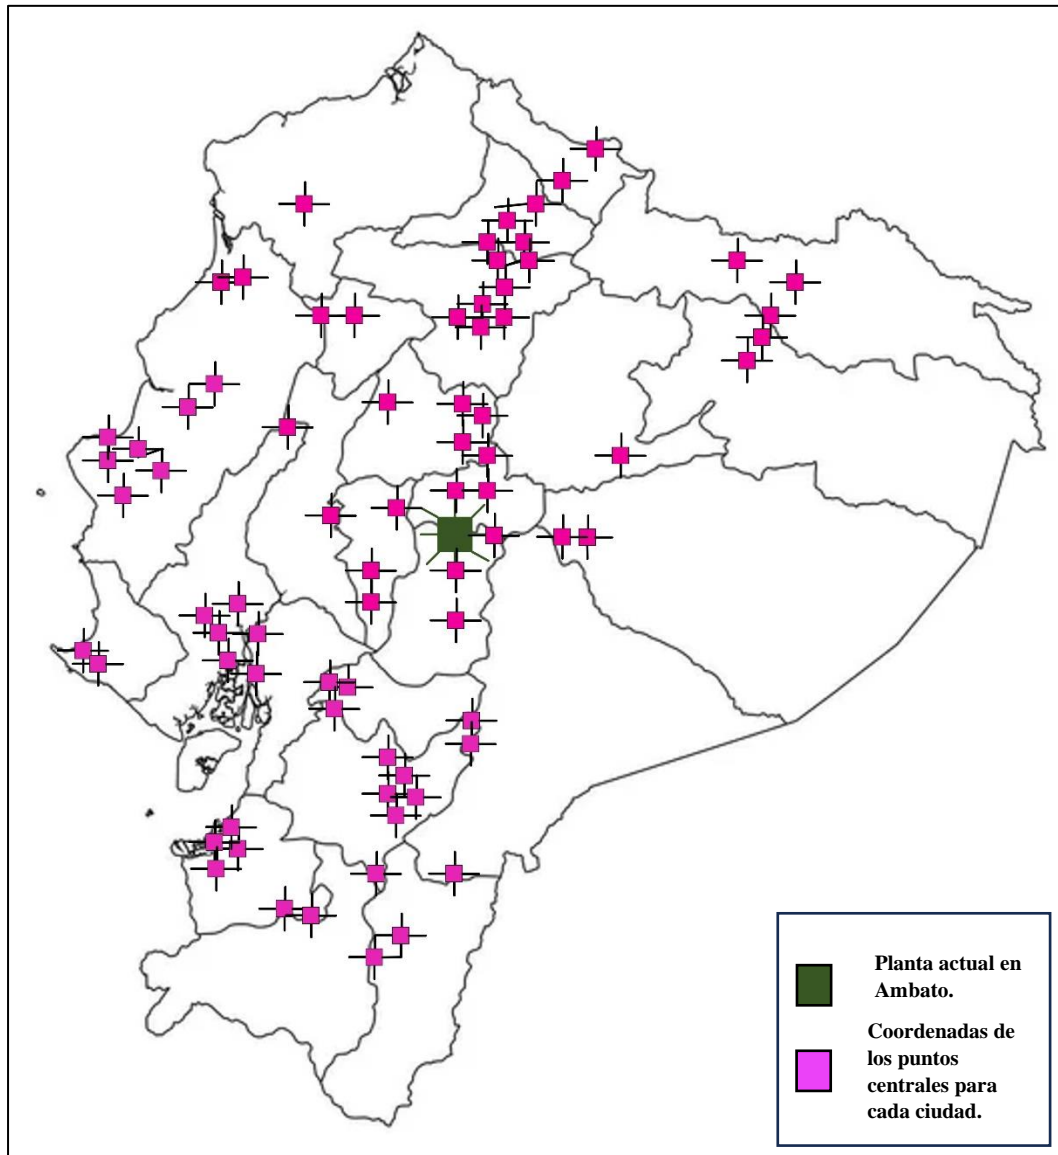 Planta actual en
Ambato.
Coordenadas de
los puntos
centrales para
cada ciudad.